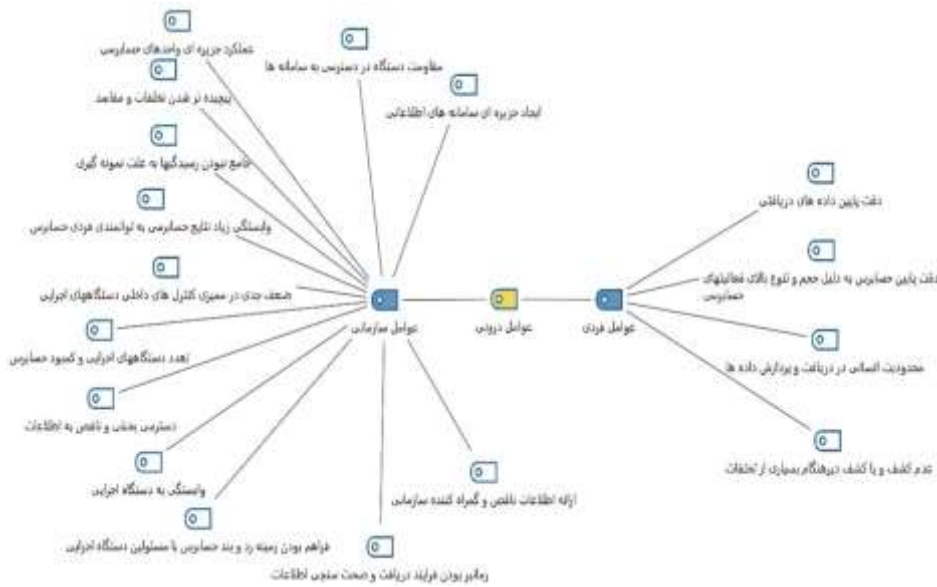 عملکرد جزیره ای واحدهای حسابرسی
مقاومت دستگاه در دسترسی به سامانه ها
پیچیده تر شدن تخلفات و مفاسد
ایجاد جزیره ای سامانه های اطلاعاتی
جامع نبودن رسیدگیها به علت نمونه گیری
دقت پایین داده های دریافتی
وابستگی زیاد نتایج حسابرسی به توانمندی فردی حسابرس
دقت پایین حسابرس به دلیل حجم و تنوع بالای فعالیتهای
حسابرسی
ضعف جدی در ممیزی کنترل های داخلی دستگاههای اجرایی
عوامل سازمانی
عوامل درونی
عوامل فردی
تعدد دستگاههای اجرایی و کمبود حسابرس
محدودیت انسانی در دریافت و پردازش داده ها
دسترسی بخشی و ناقص به اطلاعات
وابستگی به دستگاه اجرایی
ارائه اطلاعات ناقص و گمراه کننده سازمانی
عدم کشف و یا کشف دیرهنگام بسیاری از تخلفات
فراهم بودن زمینه زد و بند حسابرس با مسئولین دستگاه اجرایی
زمانبر بودن فرایند دریافت و صحت سنجی اطلاعات